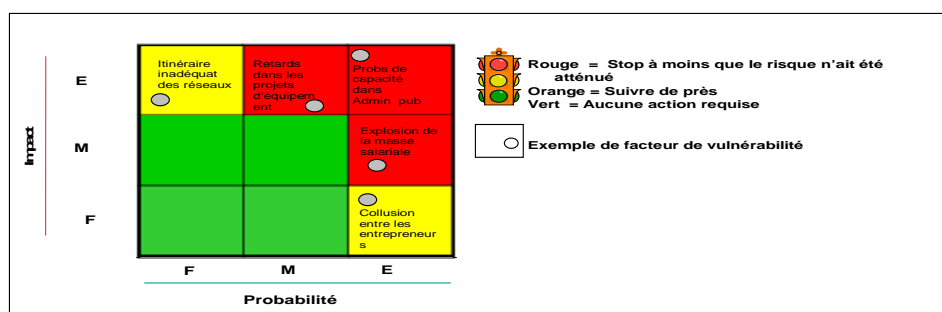 Impact
E
M
F
Itinéraire
inadéquat
des réseaux
Retards
dans les
projets
d'équipem
ent
Probs de
capacité
dans
Admin pub
Explosion de
la masse
salariale
Collusion
entre les
entrepreneur
s
F
M
E
Probabilité
Rouge = Stop à moins que le risque n'ait été
atténué
Orange = Suivre de près
Vert = Aucune action requise
Exemple de facteur de vulnérabilité